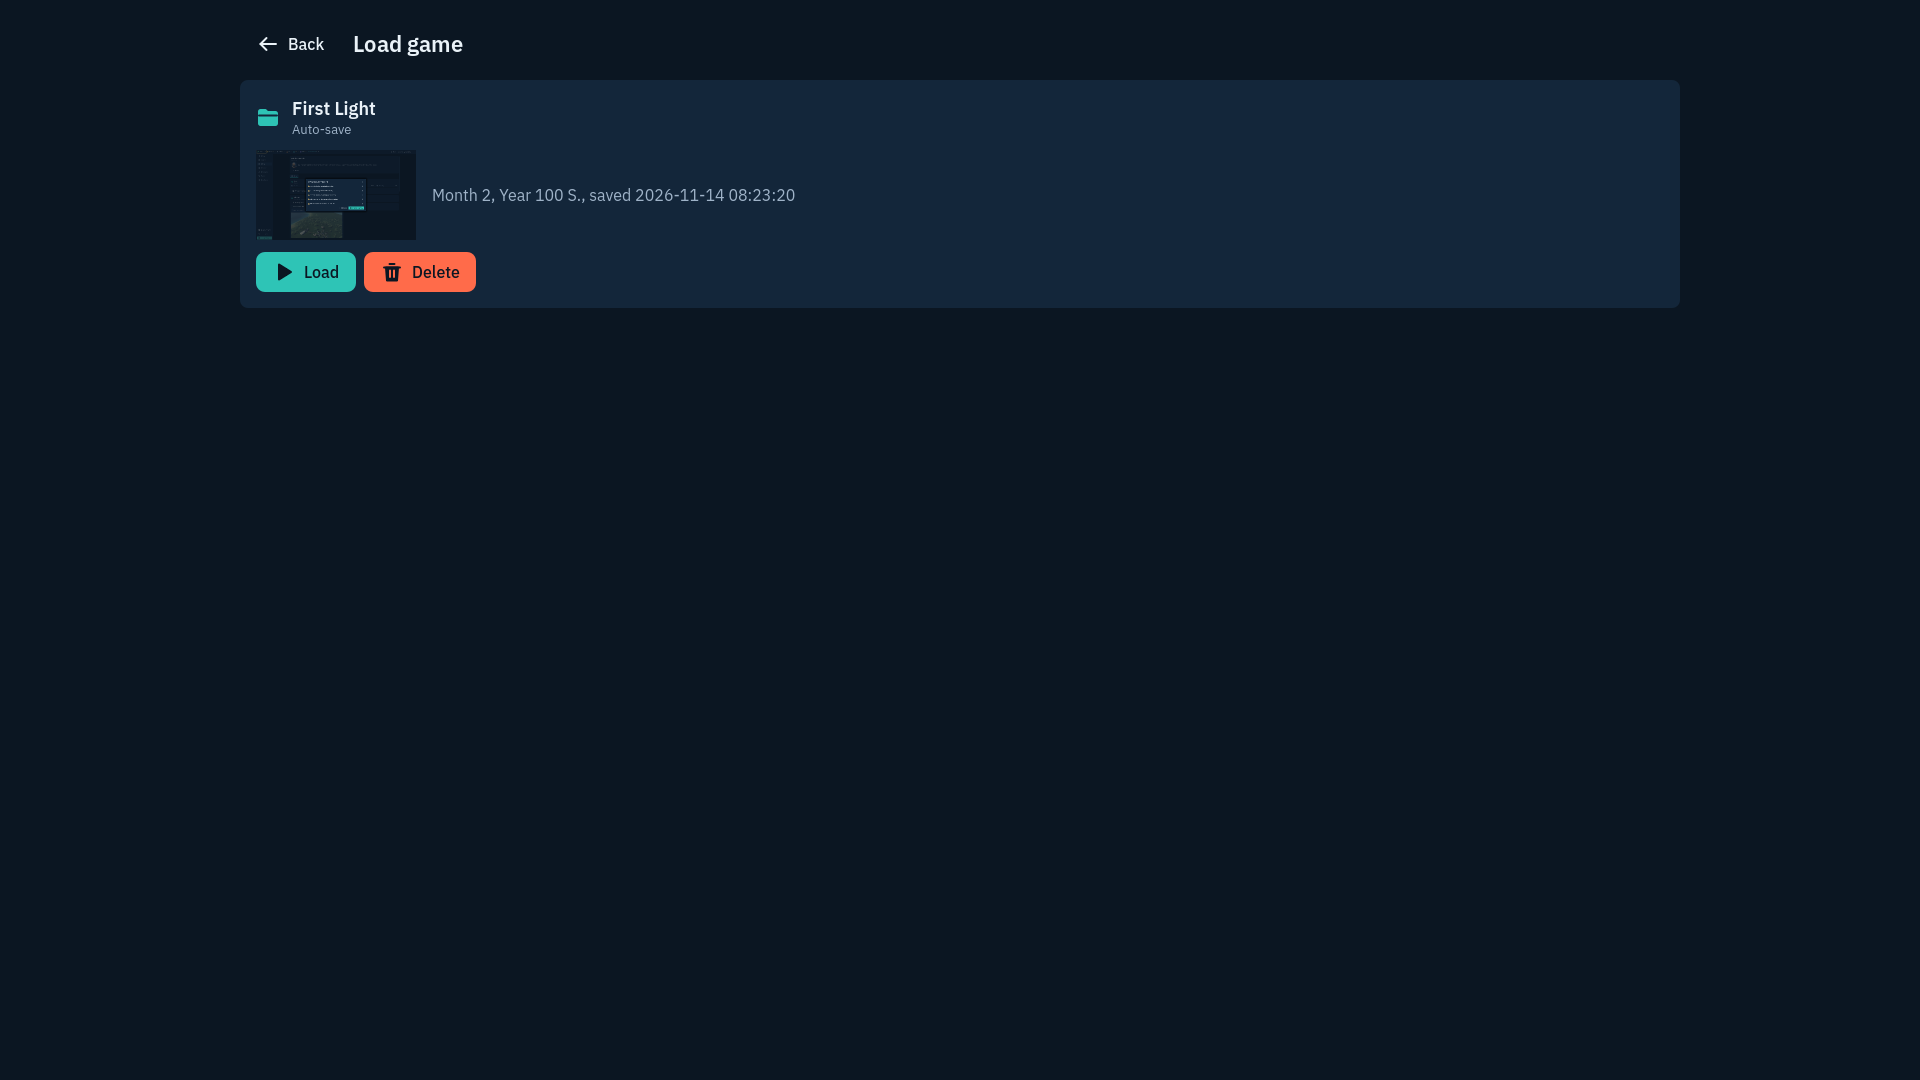 Back
Load game
First Light
Auto-save
Month 2, Year 100 S., saved 2026-11-14 08:23:20
Load
Delete